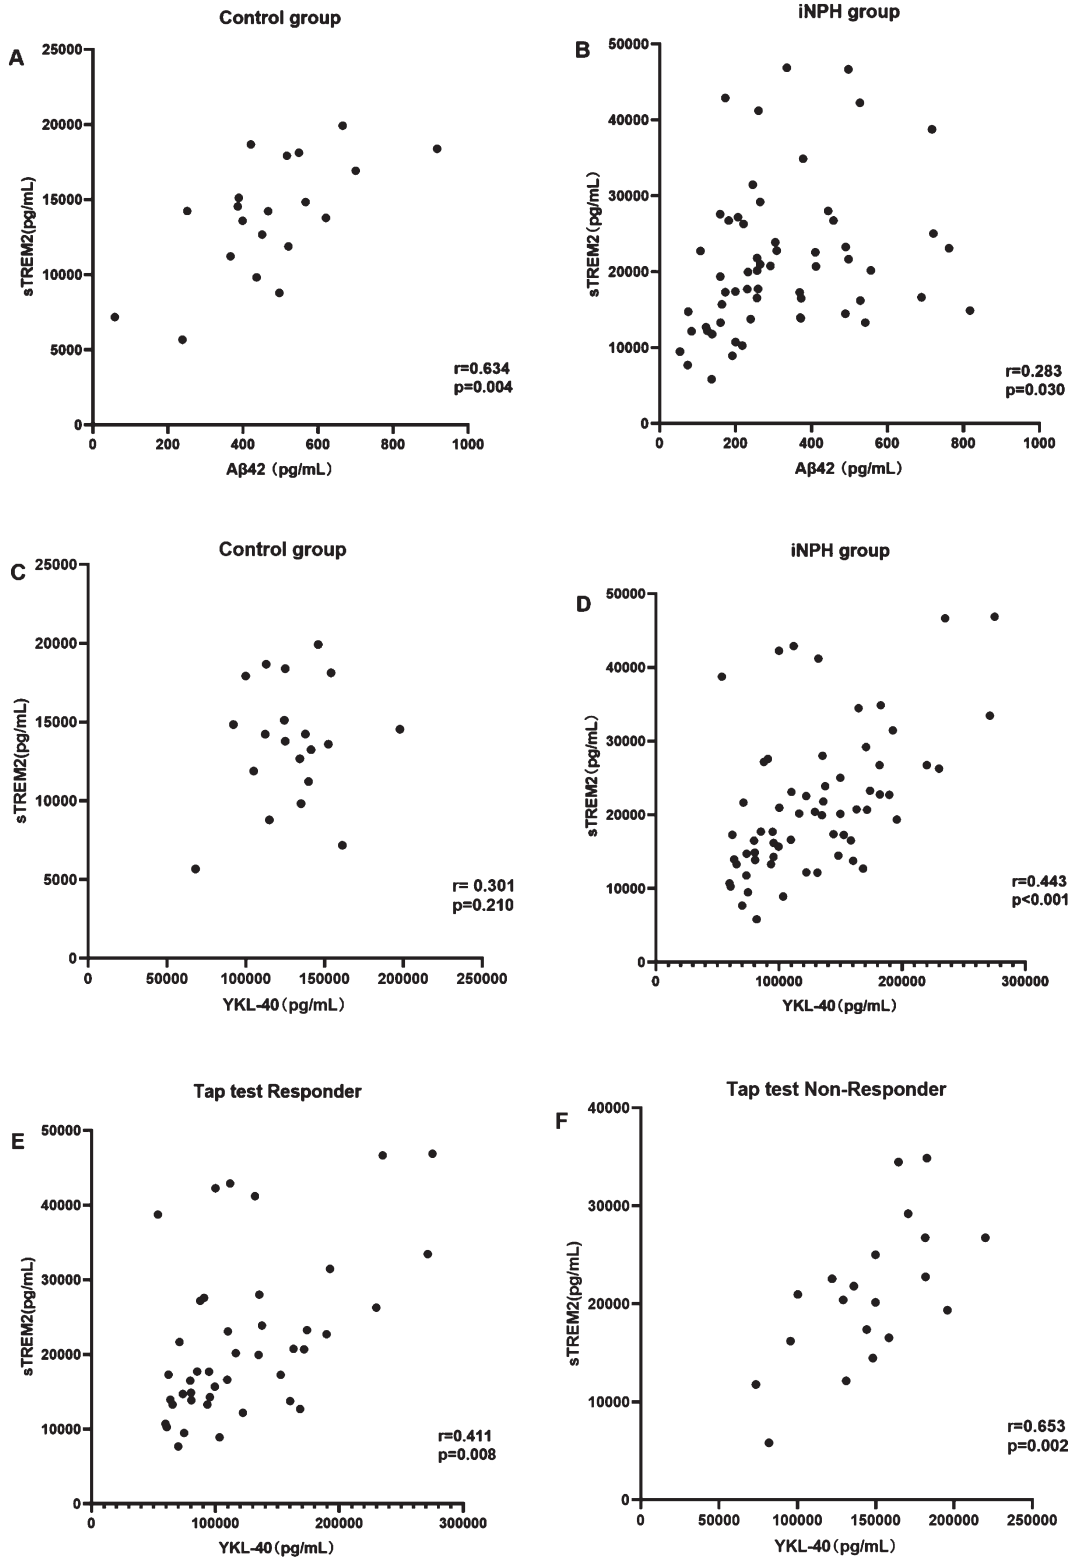 Control group
A
25000
20000
15000
10000
5000
0
sTREM2(pg/mL)
r=0.634
p=0.004
0 200 400 600 800 1000
Aβ42（pg/mL）
iNPH group
B
50000
40000
30000
20000
10000
0
sTREM2（pg/mL）
r=0.283
p=0.030
0 200 400 600 800 1000
Aβ42（pg/mL）
Control group
C
25000
20000
15000
10000
5000
0
sTREM2(pg/mL)
r= 0.301
p=0.210
0 50000 100000 150000 200000 250000
YKL-40（pg/mL）
iNPH group
D
50000
40000
30000
20000
10000
0
sTREM2（pg/mL）
r=0.443
p<0.001
0 100000 200000 300000
YKL-40（pg/mL）
Tap test Responder
E
50000
40000
30000
20000
10000
0
sTREM2(pg/mL)
r=0.411
p=0.008
0 100000 200000 300000
YKL-40（pg/mL）
Tap test Non-Responder
F
40000
30000
20000
10000
0
sTREM2(pg/mL)
r=0.653
p=0.002
0 50000 100000 150000 200000 250000
YKL-40（pg/mL）